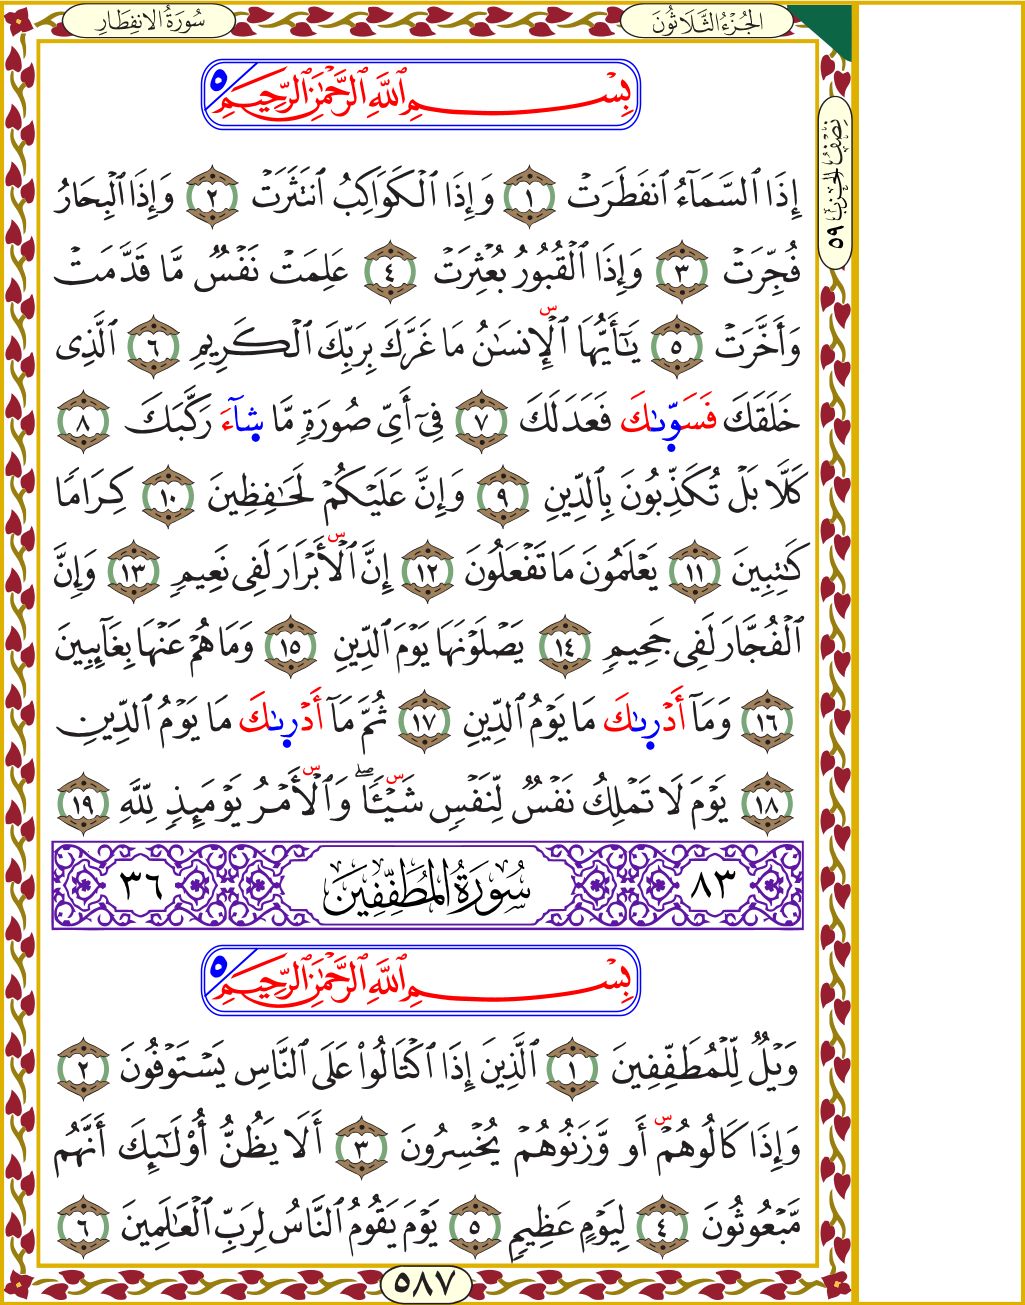 سُورَةُ الانفِطَار
الجُزْءُ الثَّلَاثُونَ
نِصْفُ الحِزْب ٥٩
بِسْمِ ٱللَّهِ ٱلرَّحْمَٰنِ ٱلرَّحِيمِ ٥
إِذَا ٱلسَّمَآءُ ٱنفَطَرَتْ ١ وَإِذَا ٱلْكَوَاكِبُ ٱنتَثَرَتْ ٢ وَإِذَا ٱلْبِحَارُ
فُجِّرَتْ ٣ وَإِذَا ٱلْقُبُورُ بُعْثِرَتْ ٤ عَلِمَتْ نَفْسٌ مَّا قَدَّمَتْ
وَأَخَّرَتْ ٥ يَٰٓأَيُّهَا ٱلْإِنسَٰنُ مَا غَرَّكَ بِرَبِّكَ ٱلْكَرِيمِ ٦ ٱلَّذِى
خَلَقَكَ فَسَوَّىٰكَ فَعَدَلَكَ ٧ فِىٓ أَىِّ صُورَةٍ مَّا شَآءَ رَكَّبَكَ ٨
كَلَّا بَلْ تُكَذِّبُونَ بِٱلدِّينِ ٩ وَإِنَّ عَلَيْكُمْ لَحَٰفِظِينَ ١٠ كِرَامًا
كَٰتِبِينَ ١١ يَعْلَمُونَ مَا تَفْعَلُونَ ١٢ إِنَّ ٱلْأَبْرَارَ لَفِى نَعِيمٍ ١٣ وَإِنَّ
ٱلْفُجَّارَ لَفِى جَحِيمٍ ١٤ يَصْلَوْنَهَا يَوْمَ ٱلدِّينِ ١٥ وَمَا هُمْ عَنْهَا بِغَآئِبِينَ
١٦ وَمَآ أَدْرَىٰكَ مَا يَوْمُ ٱلدِّينِ ١٧ ثُمَّ مَآ أَدْرَىٰكَ مَا يَوْمُ ٱلدِّينِ
١٨ يَوْمَ لَا تَمْلِكُ نَفْسٌ لِّنَفْسٍ شَيْـًٔا ۖ وَٱلْأَمْرُ يَوْمَئِذٍ لِّلَّهِ ١٩
٨٣ سُورَةُ المُطَفِّفِينَ ٣٦
بِسْمِ ٱللَّهِ ٱلرَّحْمَٰنِ ٱلرَّحِيمِ ٥
وَيْلٌ لِّلْمُطَفِّفِينَ ١ ٱلَّذِينَ إِذَا ٱكْتَالُوا۟ عَلَى ٱلنَّاسِ يَسْتَوْفُونَ ٢
وَإِذَا كَالُوهُمْ أَو وَّزَنُوهُمْ يُخْسِرُونَ ٣ أَلَا يَظُنُّ أُو۟لَٰٓئِكَ أَنَّهُم
مَّبْعُوثُونَ ٤ لِيَوْمٍ عَظِيمٍ ٥ يَوْمَ يَقُومُ ٱلنَّاسُ لِرَبِّ ٱلْعَٰلَمِينَ ٦
٥٨٧